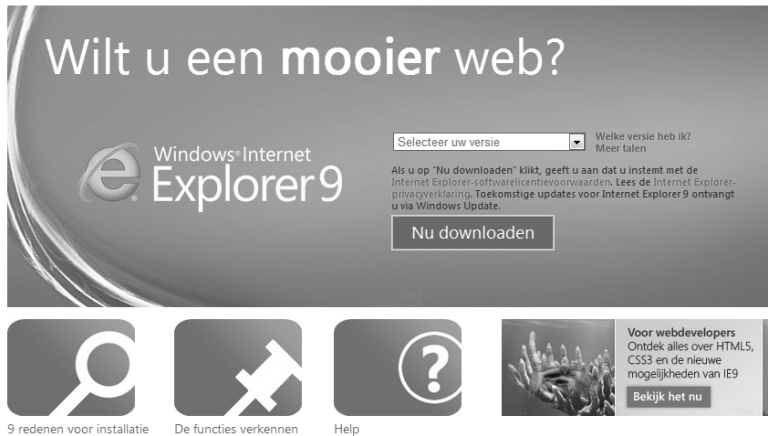 Wilt u een mooier web?
Windows® Internet
Explorer 9
Selecteer uw versie
Welke versie heb ik?
Meer talen
Als u op "Nu downloaden" klikt, geeft u aan dat u instemt met de
Internet Explorer-softwarelicentievoorwaarden. Lees de Internet Explorer-
privacyverklaring. Toekomstige updates voor Internet Explorer 9 ontvangt
u via Windows Update.
Nu downloaden
9 redenen voor installatie
De functies verkennen
Help
Voor webdevelopers
Ontdek alles over HTML5,
CSS3 en de nieuwe
mogelijkheden van IE9
Bekijk het nu